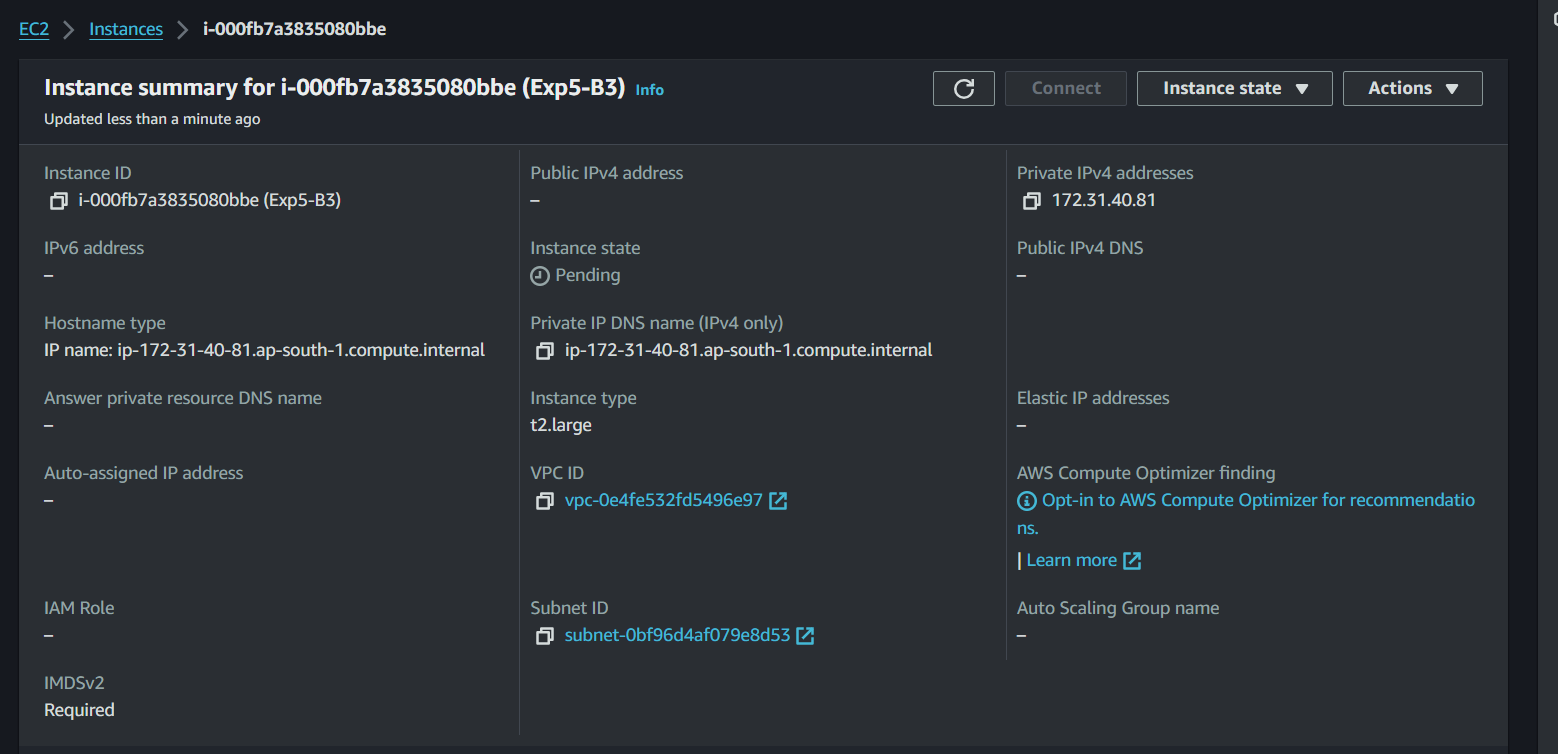 EC2 > Instances > i-000fb7a3835080bbe
Instance summary for i-000fb7a3835080bbe (Exp5-B3) Info
Updated less than a minute ago
Connect
Instance state
Actions
Instance ID
i-000fb7a3835080bbe (Exp5-B3)
Public IPv4 address
–
Private IPv4 addresses
172.31.40.81
IPv6 address
–
Instance state
Pending
Public IPv4 DNS
–
Hostname type
IP name: ip-172-31-40-81.ap-south-1.compute.internal
Private IP DNS name (IPv4 only)
ip-172-31-40-81.ap-south-1.compute.internal
Answer private resource DNS name
–
Instance type
t2.large
Elastic IP addresses
–
Auto-assigned IP address
–
VPC ID
vpc-0e4fe532fd5496e97
AWS Compute Optimizer finding
Opt-in to AWS Compute Optimizer for recommendatio
ns.
| Learn more
IAM Role
–
Subnet ID
subnet-0bf96d4af079e8d53
Auto Scaling Group name
–
IMDSv2
Required